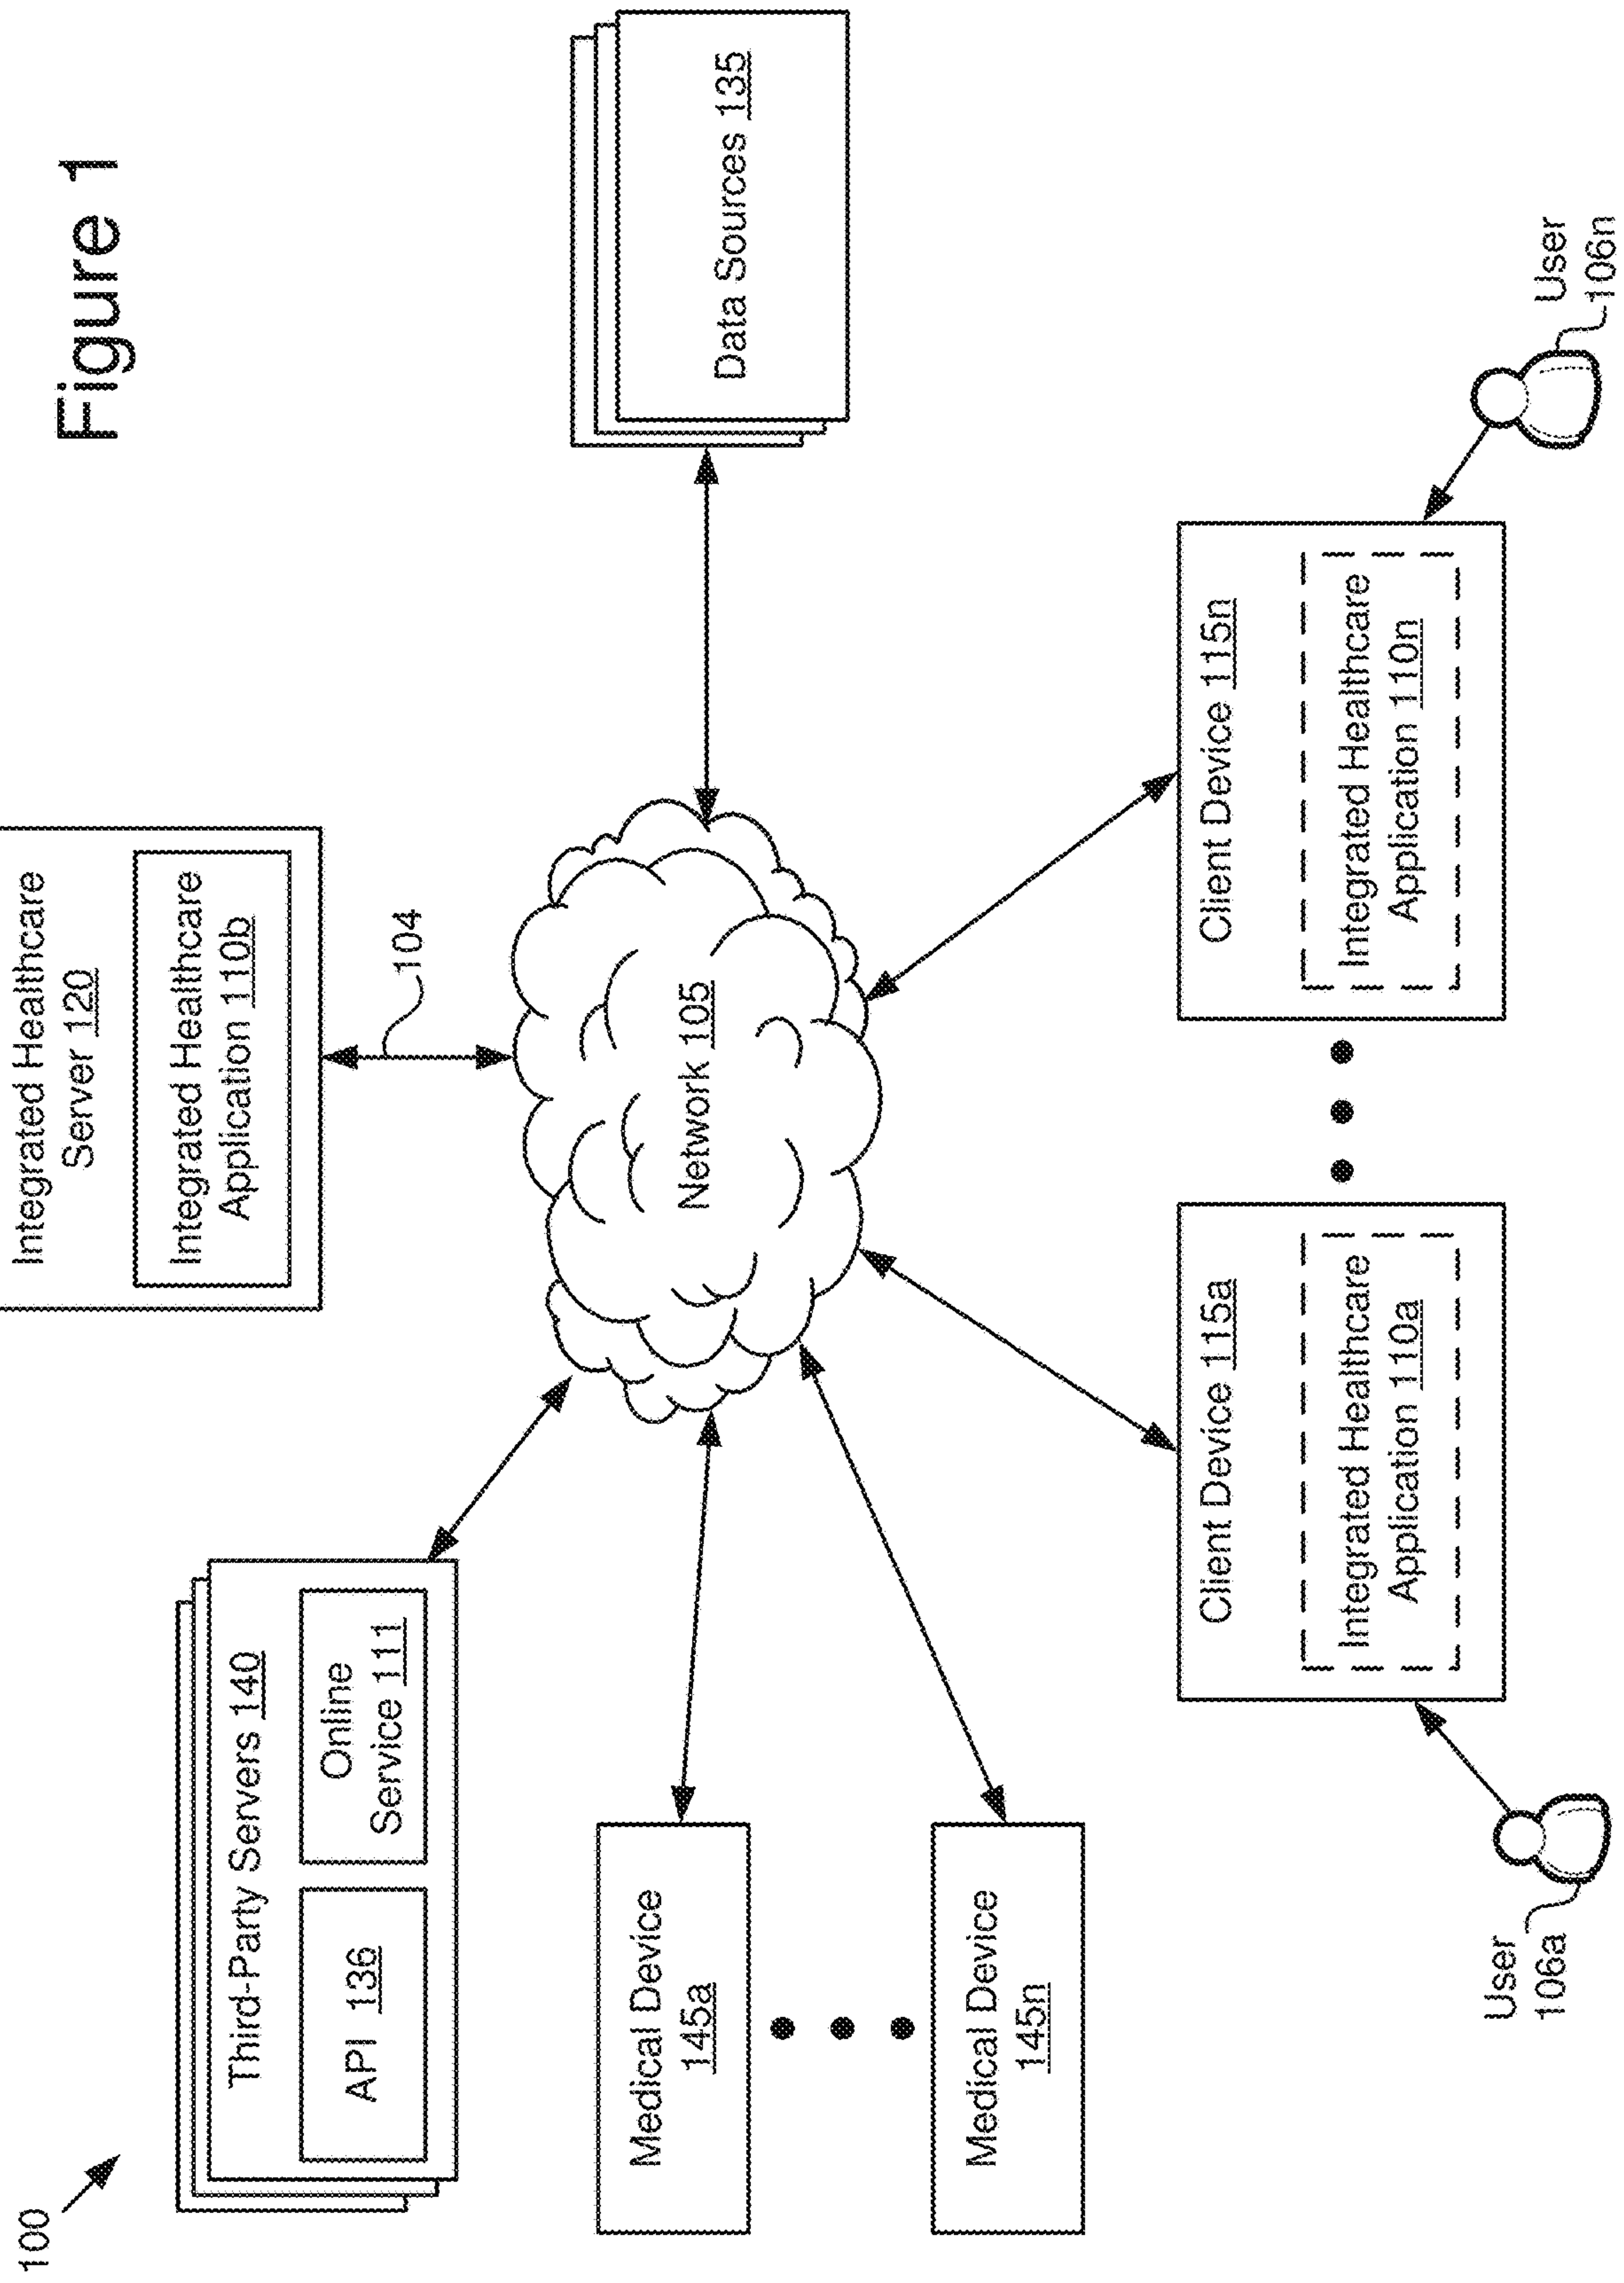 Figure 1
100
Integrated Healthcare
Server 120
Integrated Healthcare
Application 110b
104
Third-Party Servers 140
API 136
Online
Service 111
Network 105
Data Sources 135
Medical Device
145a
Medical Device
145n
Client Device 115a
Integrated Healthcare
Application 110a
Client Device 115n
Integrated Healthcare
Application 110n
User
106a
User
106n